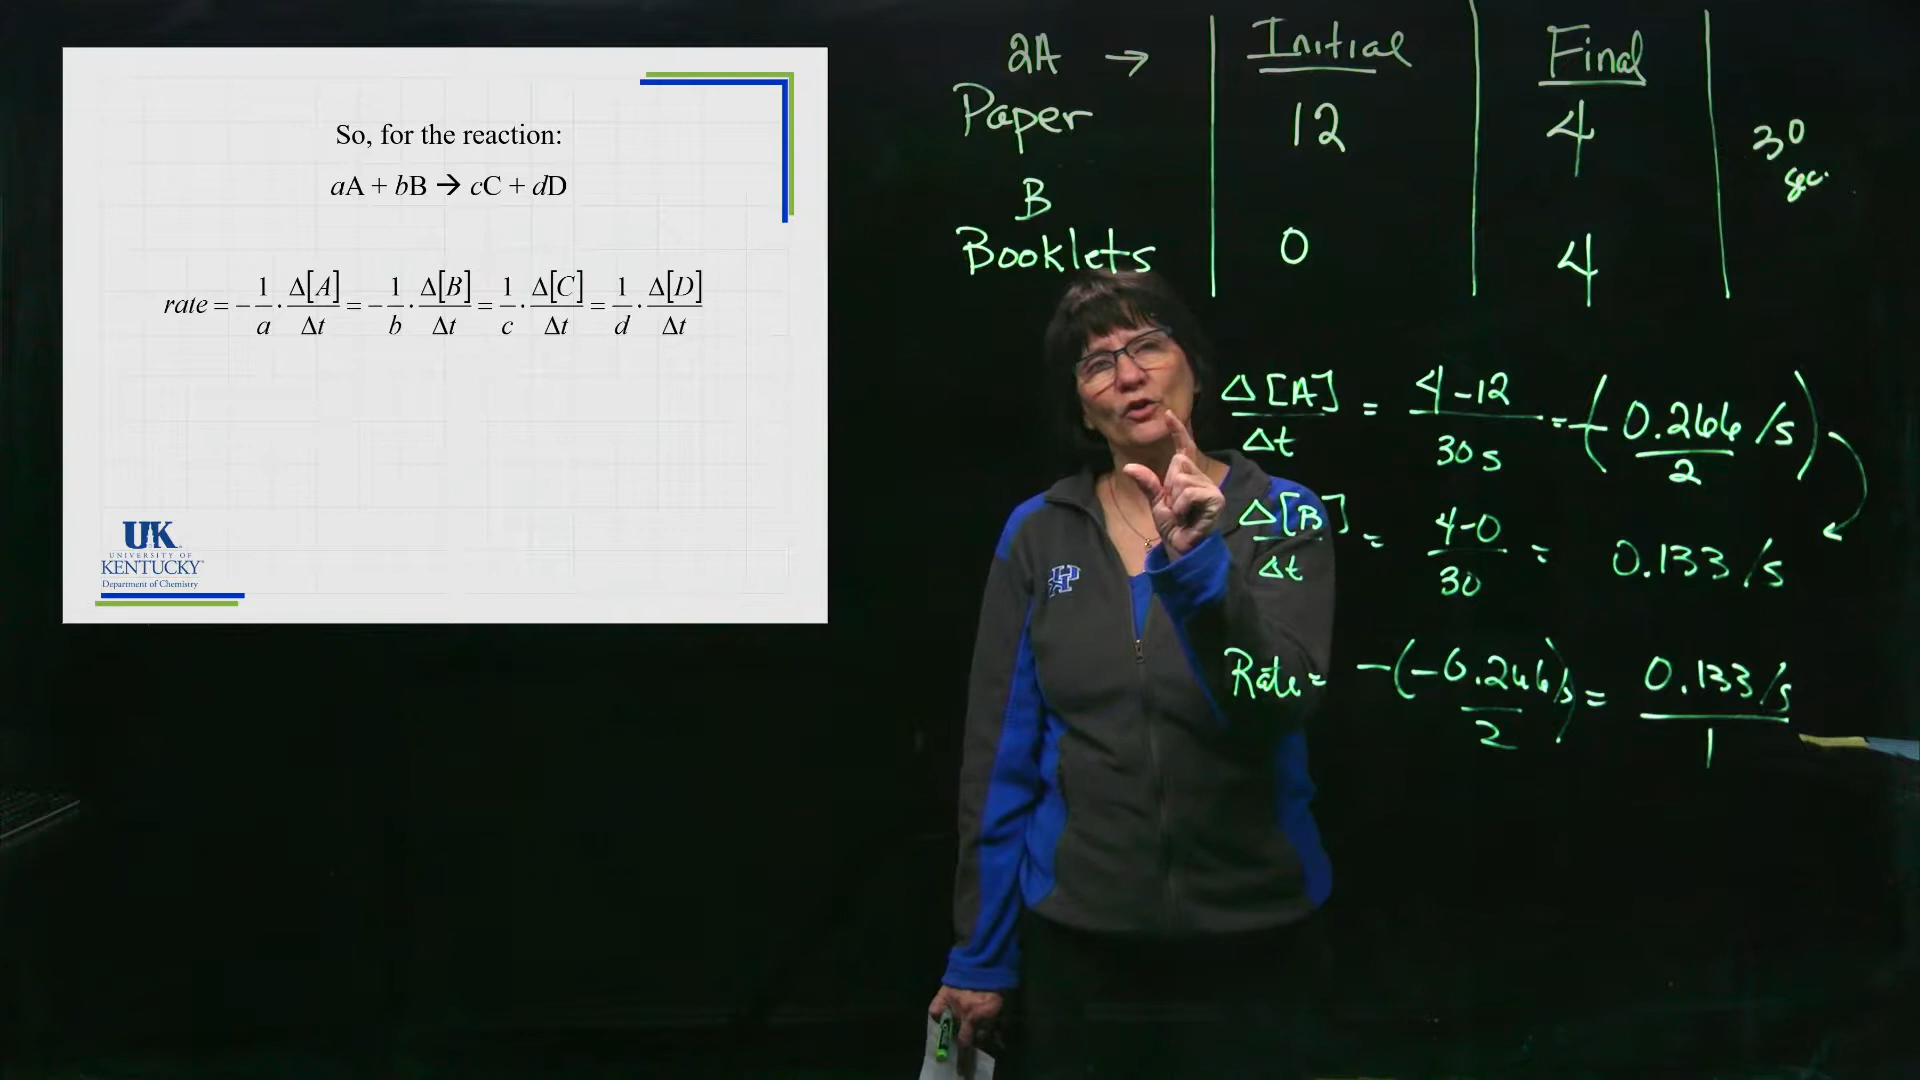 So, for the reaction:
aA + bB → cC + dD
rate = − 1/a · Δ[A]/Δt = − 1/b · Δ[B]/Δt = 1/c · Δ[C]/Δt = 1/d · Δ[D]/Δt
UK
UNIVERSITY OF
KENTUCKY
Department of Chemistry
2A → Initial Final
Paper 12 4
30 sec.
B
Booklets 0 4
Δ[A]/Δt = 4-12/30s = -(0.266/s/2)
Δ[B]/Δt = 4-0/30 = 0.133/s
Rate = -(-0.266/s/2) = 0.133/s/1